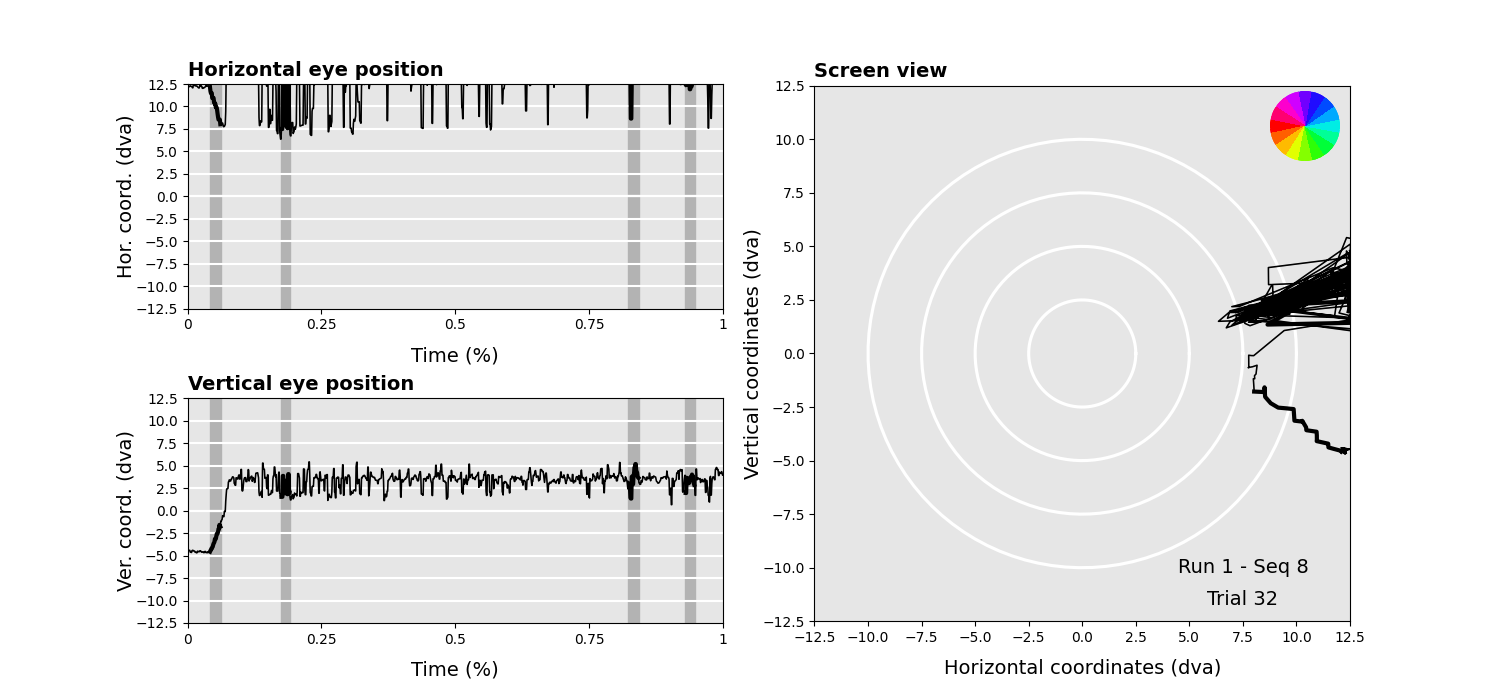 Horizontal eye position
Hor. coord. (dva)
12.5
10.0
7.5
5.0
2.5
0.0
−2.5
−5.0
−7.5
−10.0
−12.5
0 0.25 0.5 0.75 1
Time (%)
Vertical eye position
Ver. coord. (dva)
12.5
10.0
7.5
5.0
2.5
0.0
−2.5
−5.0
−7.5
−10.0
−12.5
0 0.25 0.5 0.75 1
Time (%)
Screen view
Vertical coordinates (dva)
12.5
10.0
7.5
5.0
2.5
0.0
−2.5
−5.0
−7.5
−10.0
−12.5
Run 1 - Seq 8
Trial 32
−12.5 −10.0 −7.5 −5.0 −2.5 0.0 2.5 5.0 7.5 10.0 12.5
Horizontal coordinates (dva)